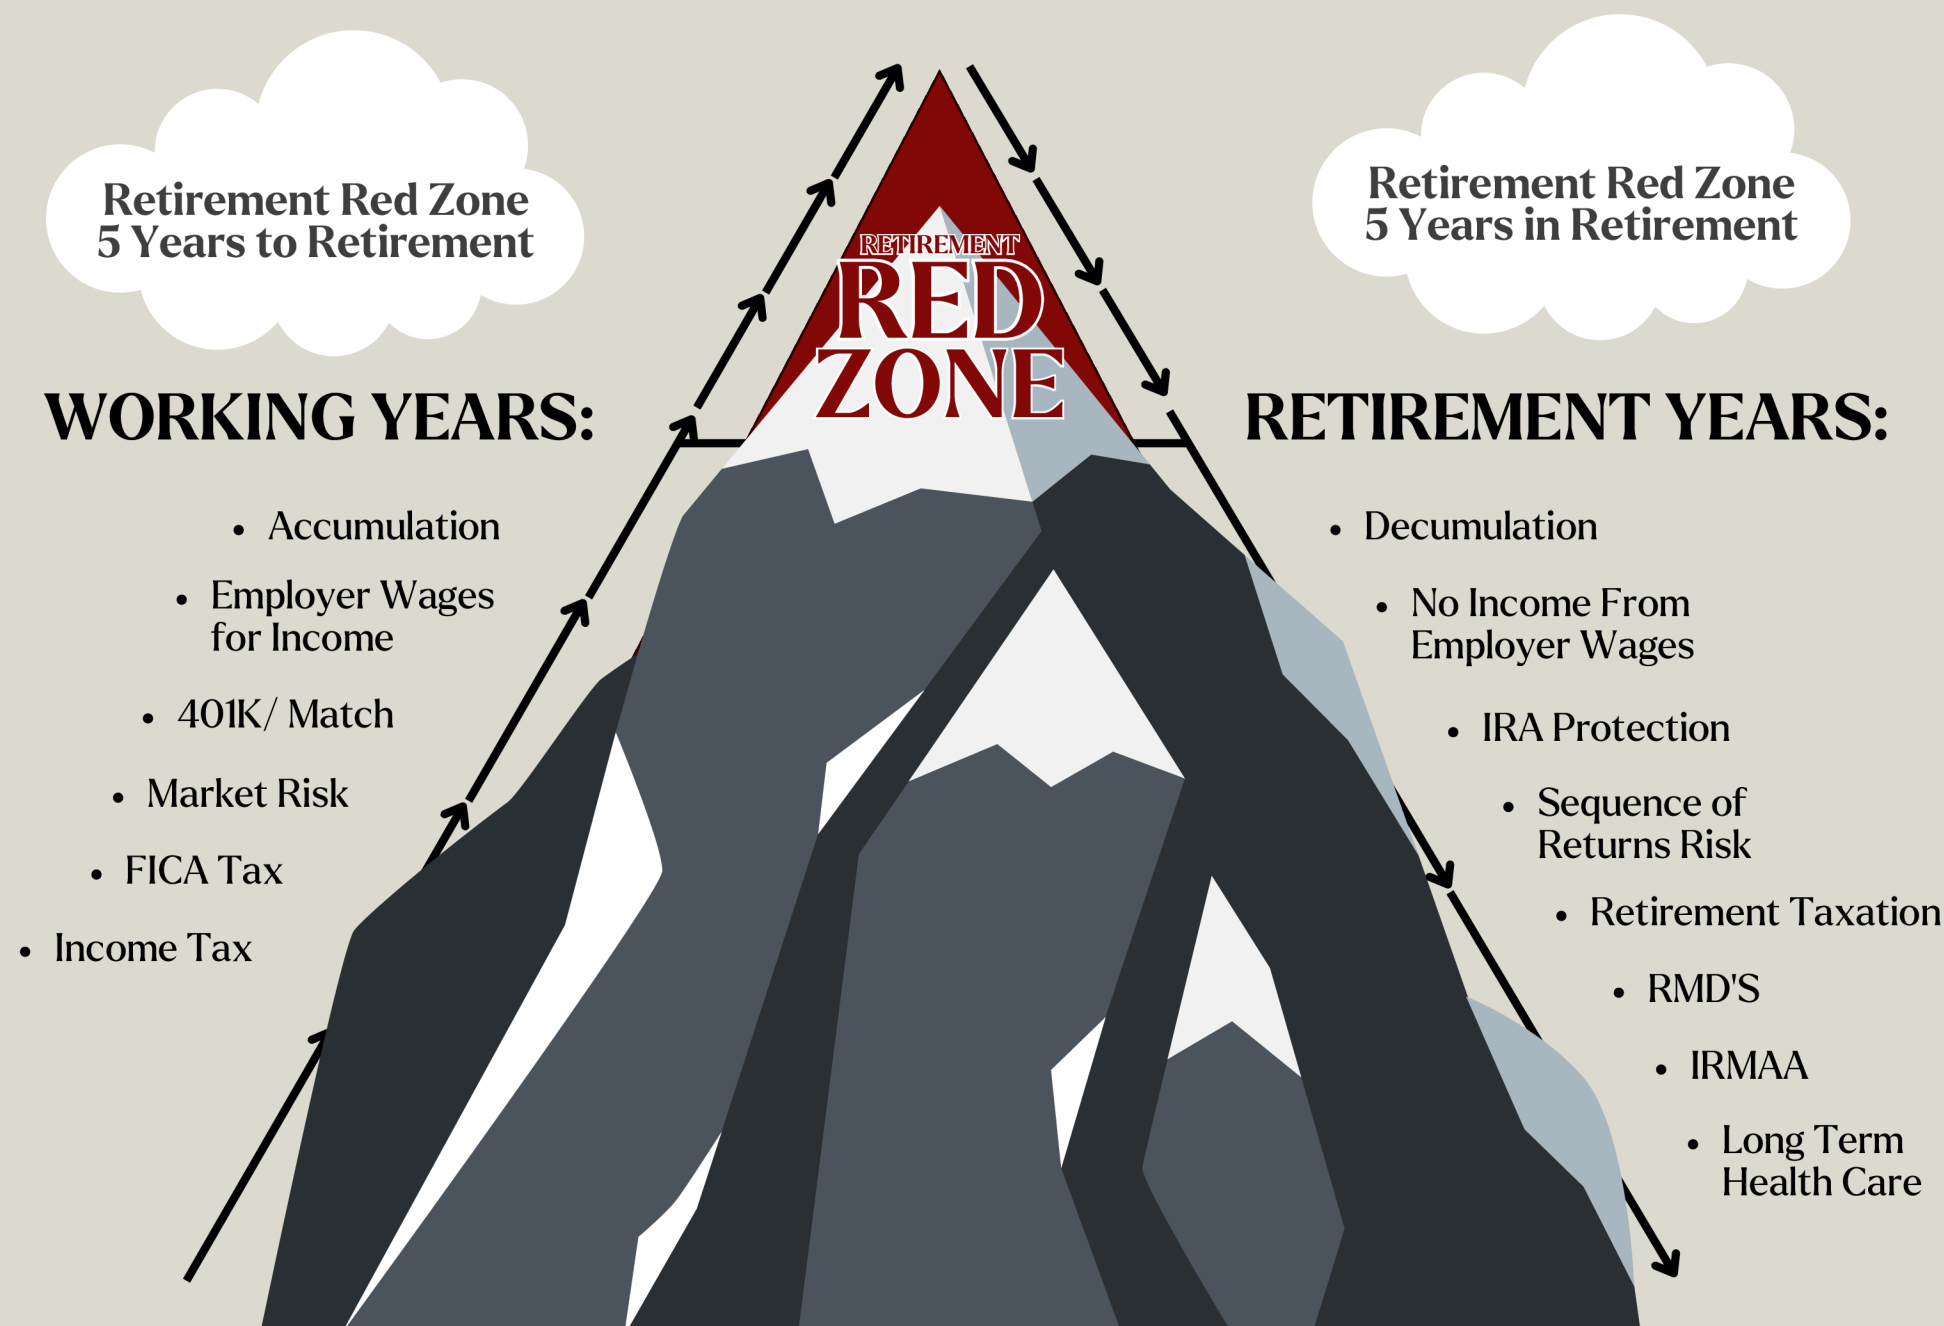 Retirement Red Zone
5 Years to Retirement
Retirement Red Zone
5 Years in Retirement
RETIREMENT
RED
ZONE
WORKING YEARS:
• Accumulation
• Employer Wages
for Income
• 401K/ Match
• Market Risk
• FICA Tax
• Income Tax
RETIREMENT YEARS:
• Decumulation
• No Income From
Employer Wages
• IRA Protection
• Sequence of
Returns Risk
• Retirement Taxation
• RMD'S
• IRMAA
• Long Term
Health Care